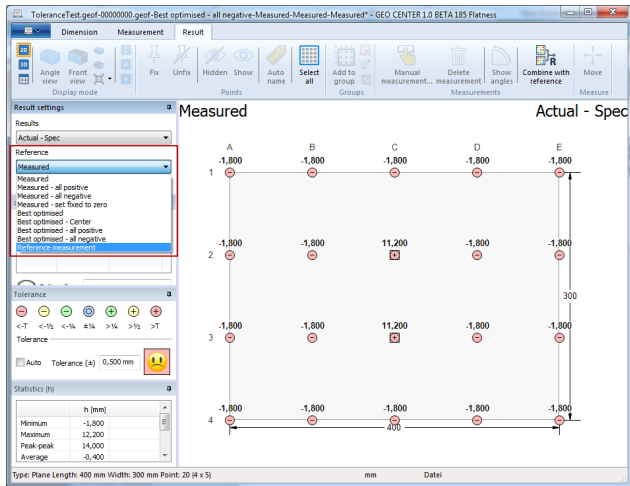 ToleranceTest.geof-00000000.geof-Best optimised - all negative-Measured-Measured-Measured* - GEO CENTER 1.0 BETA 185 Flatness
Dimension Measurement Result
2D
3D
Angle view
Front view
Fix
Unfix
Hidden
Show
Auto name
Select all
Add to group
Manual measurement...
Delete measurement
Show angles
R
Combine with reference
Move
Display mode Points Groups Measurements Measure
Result settings
Results
Actual - Spec
Reference
Measured
Measured
Measured - all positive
Measured - all negative
Measured - set fixed to zero
Best optimised
Best optimised - Center
Best optimised - all positive
Best optimised - all negative
Reference measurement
Tolerance
<-T <-½ <-¼ ±¼ >¼ >½ >T
Tolerance
Auto Tolerance (±) 0,500 mm
Statistics (h)
h [mm]
Minimum -1,800
Maximum 12,200
Peak-peak 14,000
Average -0,400
Measured Actual - Spec
A B C D E
-1,800 -1,800 -1,800 -1,800 -1,800
1
-1,800 -1,800 11,200 -1,800 -1,800
2
300
-1,800 -1,800 11,200 -1,800 -1,800
3
-1,800 -1,800 -1,800 -1,800 -1,800
4
400
Type: Plane Length: 400 mm Width: 300 mm Point: 20 (4 x 5) mm Datei